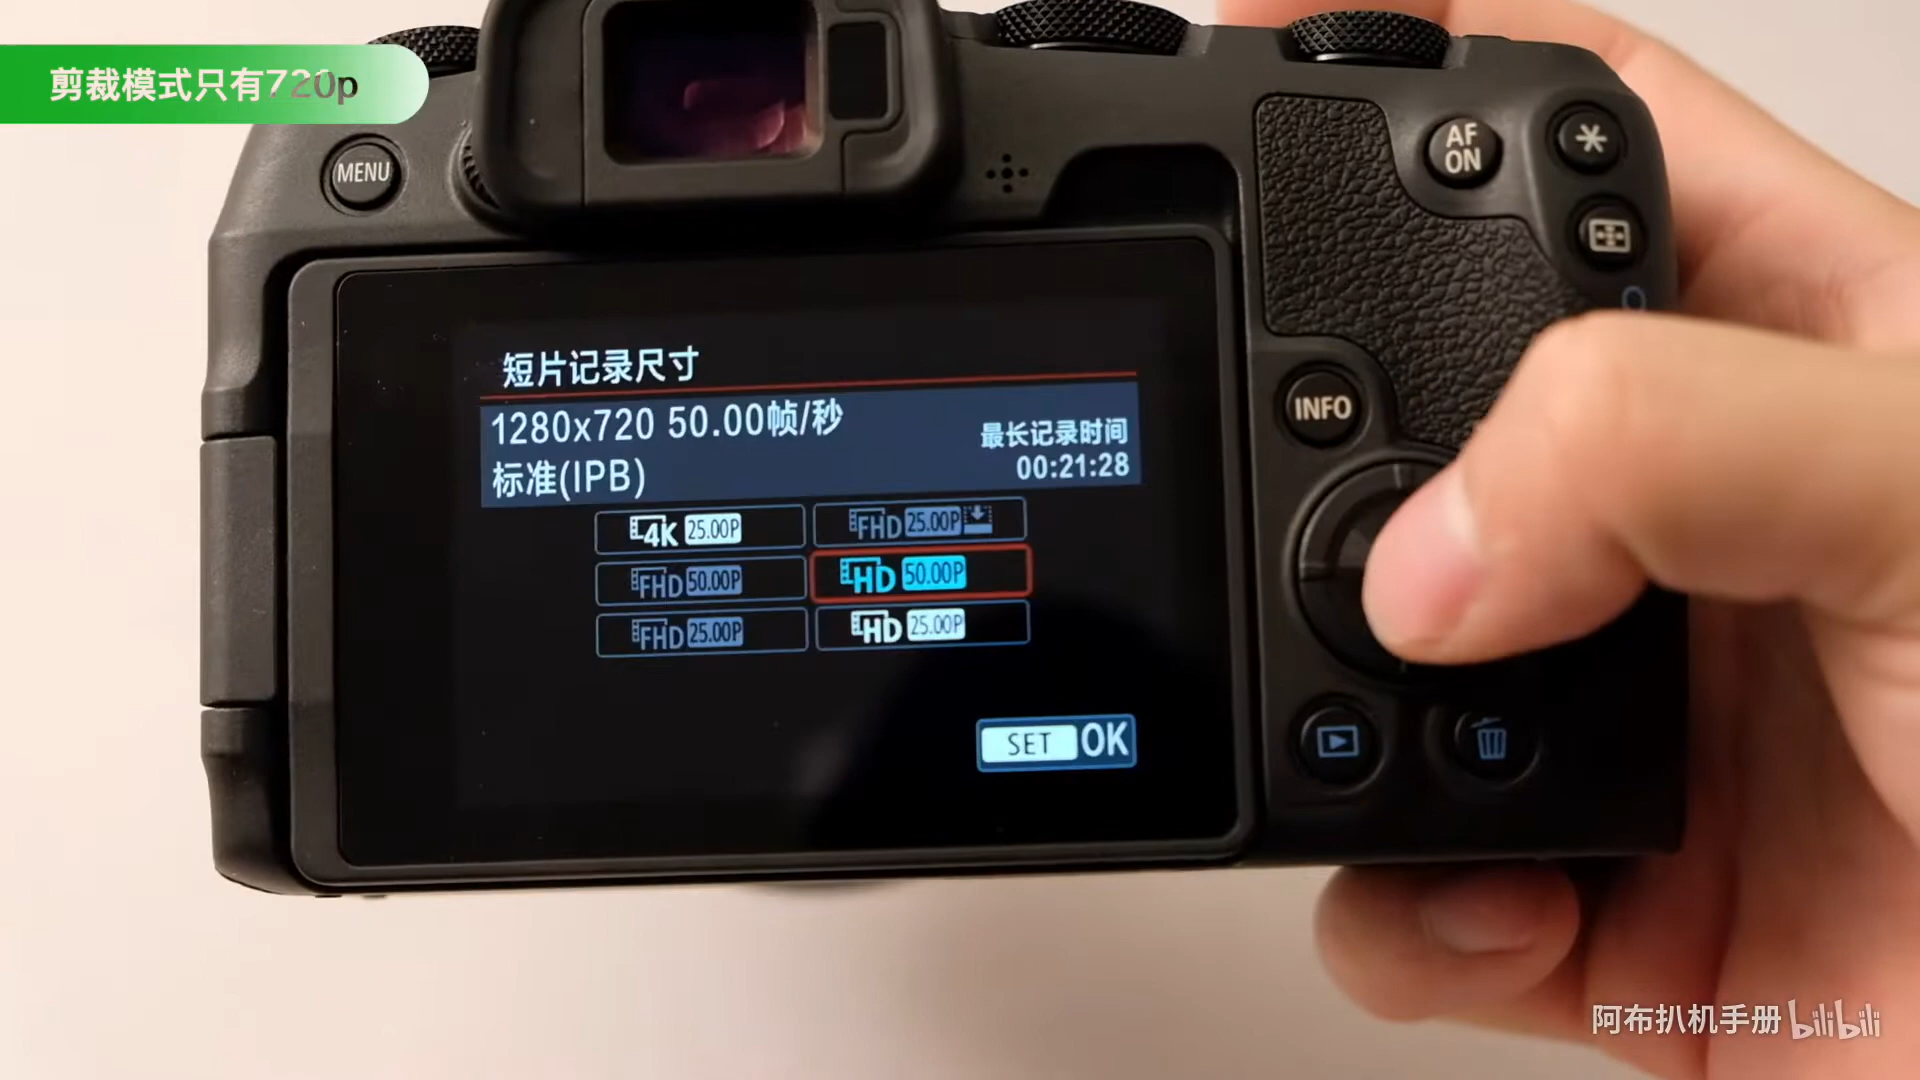 剪裁模式只有720p
MENU
AF
ON
INFO
短片记录尺寸
1280x720 50.00帧/秒
标准(IPB)
最长记录时间
00:21:28
4K 25.00P
FHD 25.00P
FHD 50.00P
HD 50.00P
FHD 25.00P
HD 25.00P
SET OK
阿布扒机手册 bilibili